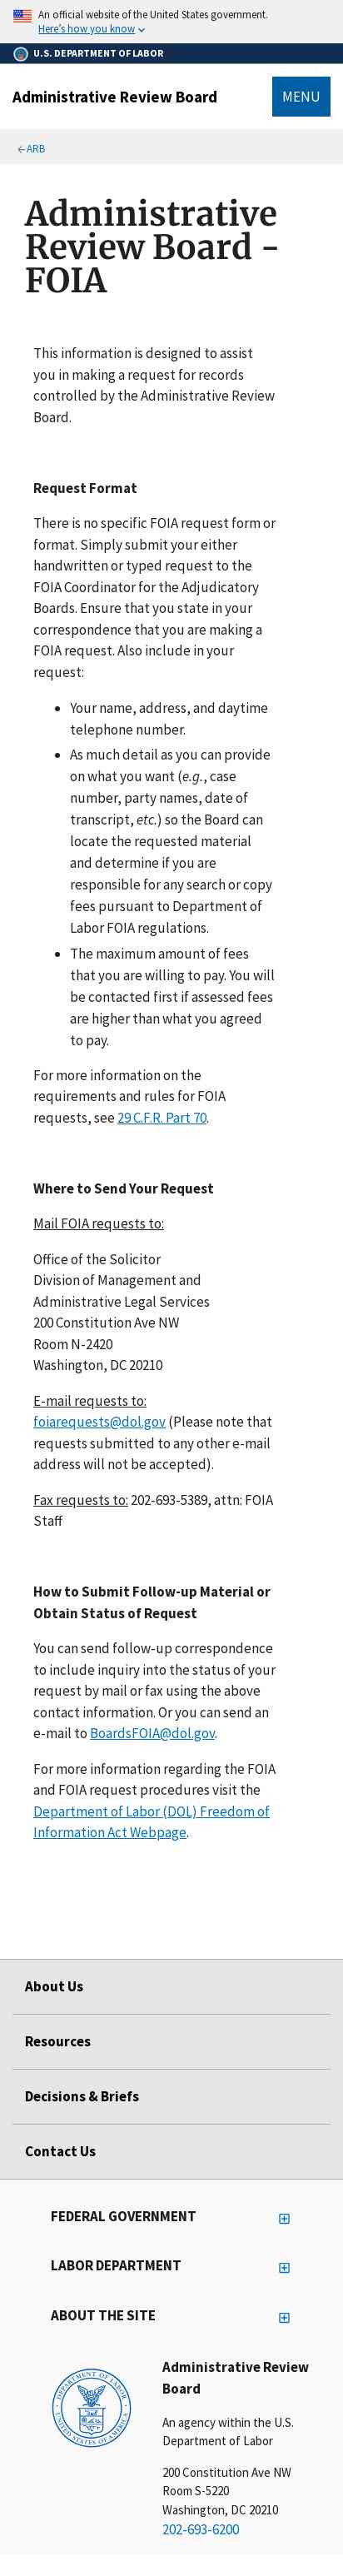 An official website of the United States government.
Here's how you know
U.S. DEPARTMENT OF LABOR
Administrative Review Board
MENU
ARB
Administrative
Review Board -
FOIA
This information is designed to assist
you in making a request for records
controlled by the Administrative Review
Board.
Request Format
There is no specific FOIA request form or
format. Simply submit your either
handwritten or typed request to the
FOIA Coordinator for the Adjudicatory
Boards. Ensure that you state in your
correspondence that you are making a
FOIA request. Also include in your
request:
Your name, address, and daytime
telephone number.
As much detail as you can provide
on what you want (e.g., case
number, party names, date of
transcript, etc.) so the Board can
locate the requested material
and determine if you are
responsible for any search or copy
fees pursuant to Department of
Labor FOIA regulations.
The maximum amount of fees
that you are willing to pay. You will
be contacted first if assessed fees
are higher than what you agreed
to pay.
For more information on the
requirements and rules for FOIA
requests, see 29 C.F.R. Part 70.
Where to Send Your Request
Mail FOIA requests to:
Office of the Solicitor
Division of Management and
Administrative Legal Services
200 Constitution Ave NW
Room N-2420
Washington, DC 20210
E-mail requests to:
foiarequests@dol.gov (Please note that
requests submitted to any other e-mail
address will not be accepted).
Fax requests to: 202-693-5389, attn: FOIA
Staff
How to Submit Follow-up Material or
Obtain Status of Request
You can send follow-up correspondence
to include inquiry into the status of your
request by mail or fax using the above
contact information. Or you can send an
e-mail to BoardsFOIA@dol.gov.
For more information regarding the FOIA
and FOIA request procedures visit the
Department of Labor (DOL) Freedom of
Information Act Webpage.
About Us
Resources
Decisions & Briefs
Contact Us
FEDERAL GOVERNMENT
LABOR DEPARTMENT
ABOUT THE SITE
DEPARTMENT OF LABOR
UNITED STATES OF AMERICA
Administrative Review
Board
An agency within the U.S.
Department of Labor
200 Constitution Ave NW
Room S-5220
Washington, DC 20210
202-693-6200